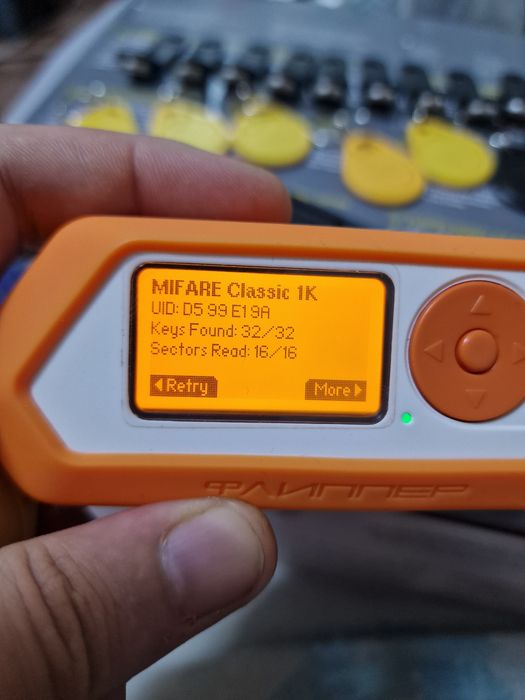 MIFARE Classic 1K
UID: D5 99 E1 9A
Keys Found: 32/32
Sectors Read: 16/16
Retry
More
ФЛИППЕР